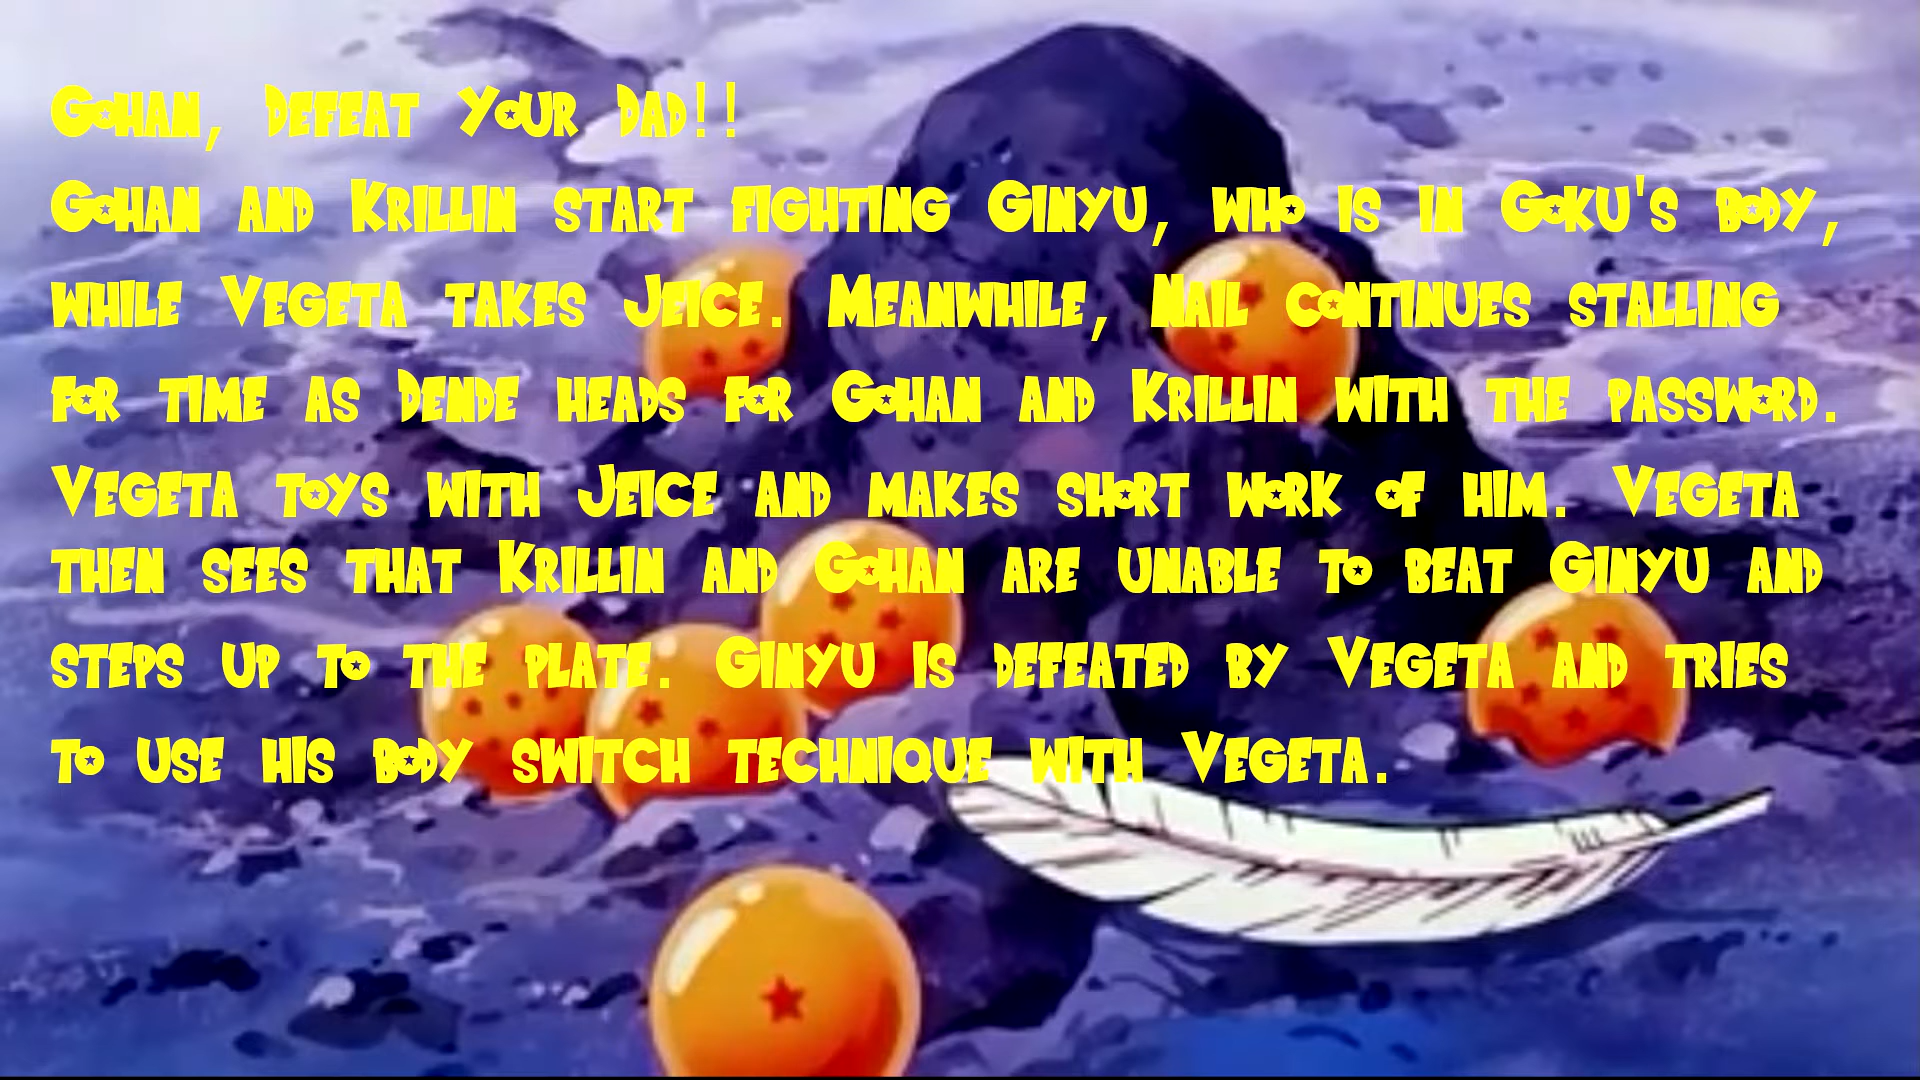 Gohan, Defeat Your Dad!!
Gohan and Krillin start fighting Ginyu, who is in Goku's body,
while Vegeta takes Jeice. Meanwhile, Nail continues stalling
for time as Dende heads for Gohan and Krillin with the password.
Vegeta toys with Jeice and makes short work of him. Vegeta
then sees that Krillin and Gohan are unable to beat Ginyu and
steps up to the plate. Ginyu is defeated by Vegeta and tries
to use his body switch technique with Vegeta.